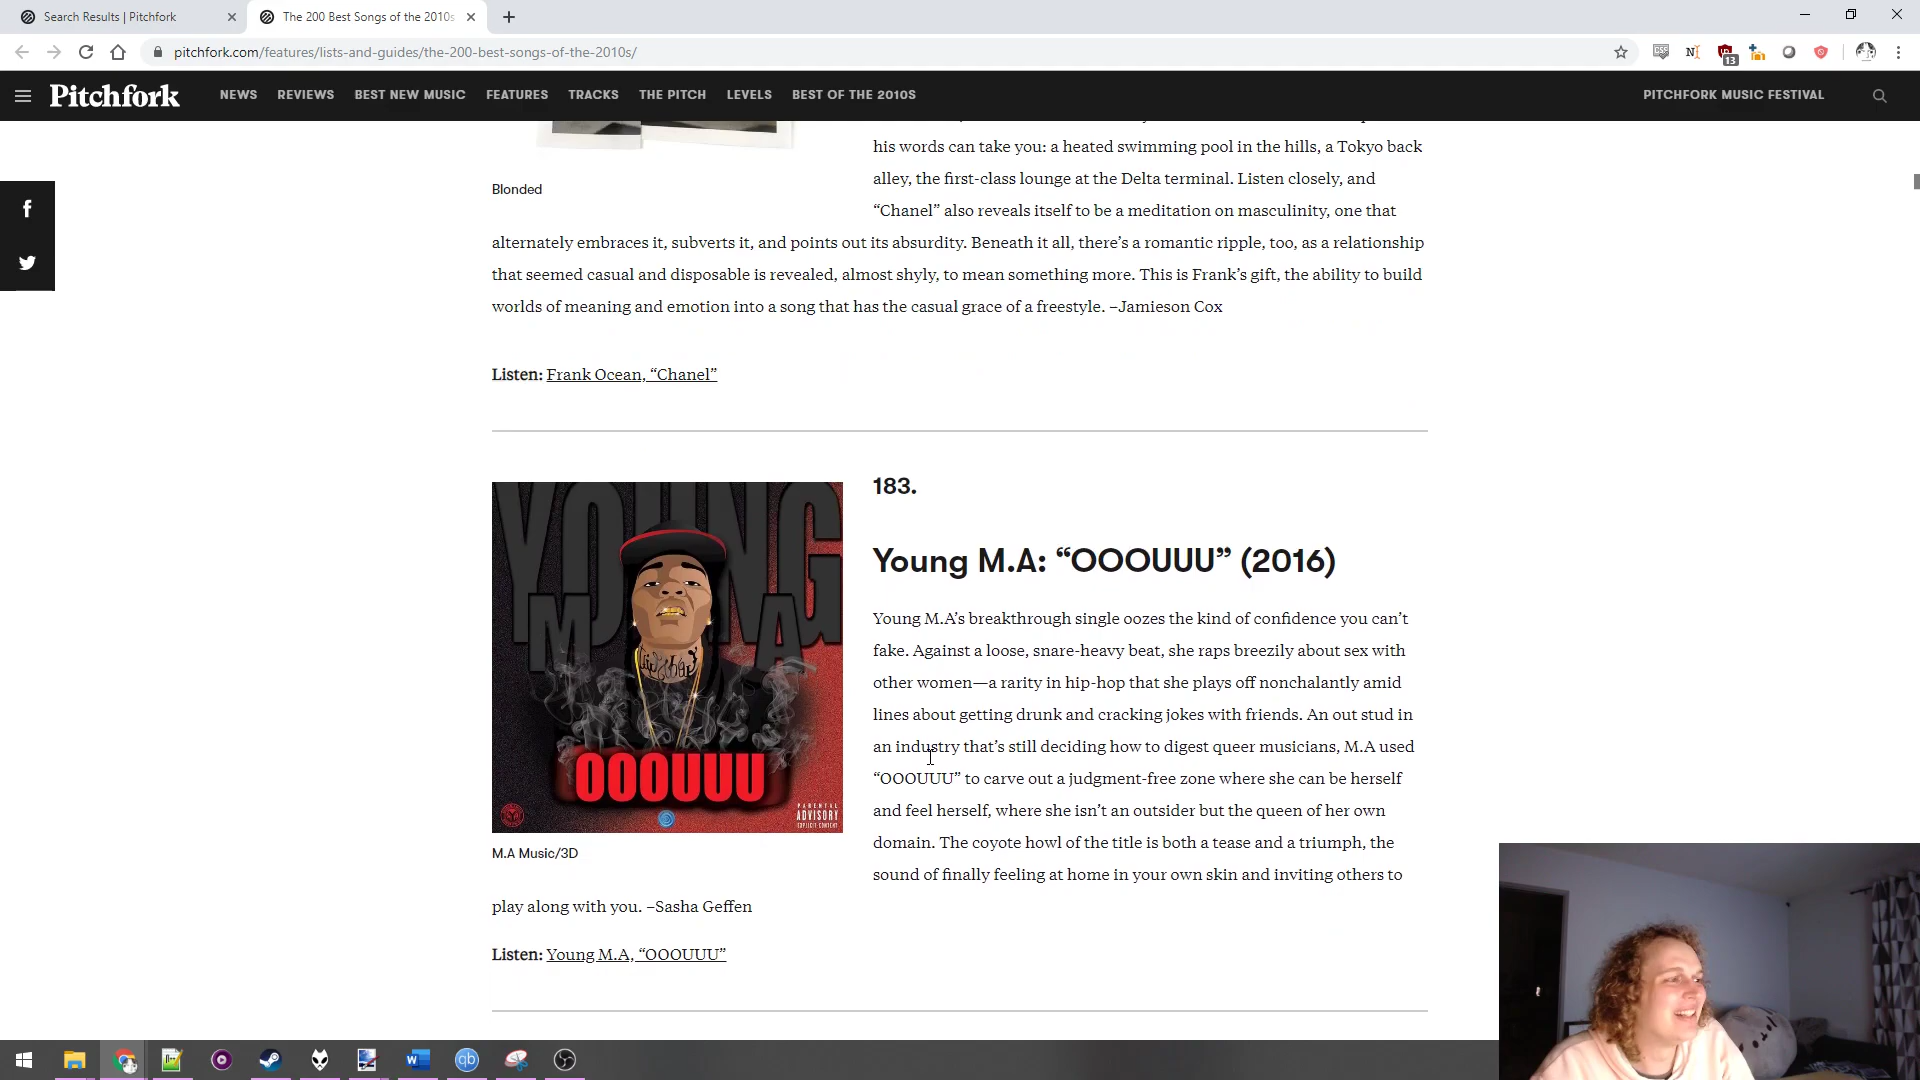 Search Results | Pitchfork
The 200 Best Songs of the 2010s
pitchfork.com/features/lists-and-guides/the-200-best-songs-of-the-2010s/
13
Pitchfork
NEWS REVIEWS BEST NEW MUSIC FEATURES TRACKS THE PITCH LEVELS BEST OF THE 2010S PITCHFORK MUSIC FESTIVAL
his words can take you: a heated swimming pool in the hills, a Tokyo back
alley, the first-class lounge at the Delta terminal. Listen closely, and
“Chanel” also reveals itself to be a meditation on masculinity, one that
alternately embraces it, subverts it, and points out its absurdity. Beneath it all, there’s a romantic ripple, too, as a relationship
that seemed casual and disposable is revealed, almost shyly, to mean something more. This is Frank’s gift, the ability to build
worlds of meaning and emotion into a song that has the casual grace of a freestyle. –Jamieson Cox
Blonded
Listen: Frank Ocean, “Chanel”
YOUNG
M A
OOOUUU
PARENTAL
ADVISORY
EXPLICIT CONTENT
M.A Music/3D
183.
Young M.A: “OOOUUU” (2016)
Young M.A’s breakthrough single oozes the kind of confidence you can’t
fake. Against a loose, snare-heavy beat, she raps breezily about sex with
other women—a rarity in hip-hop that she plays off nonchalantly amid
lines about getting drunk and cracking jokes with friends. An out stud in
an industry that’s still deciding how to digest queer musicians, M.A used
“OOOUUU” to carve out a judgment-free zone where she can be herself
and feel herself, where she isn’t an outsider but the queen of her own
domain. The coyote howl of the title is both a tease and a triumph, the
sound of finally feeling at home in your own skin and inviting others to
play along with you. –Sasha Geffen
Listen: Young M.A, “OOOUUU”